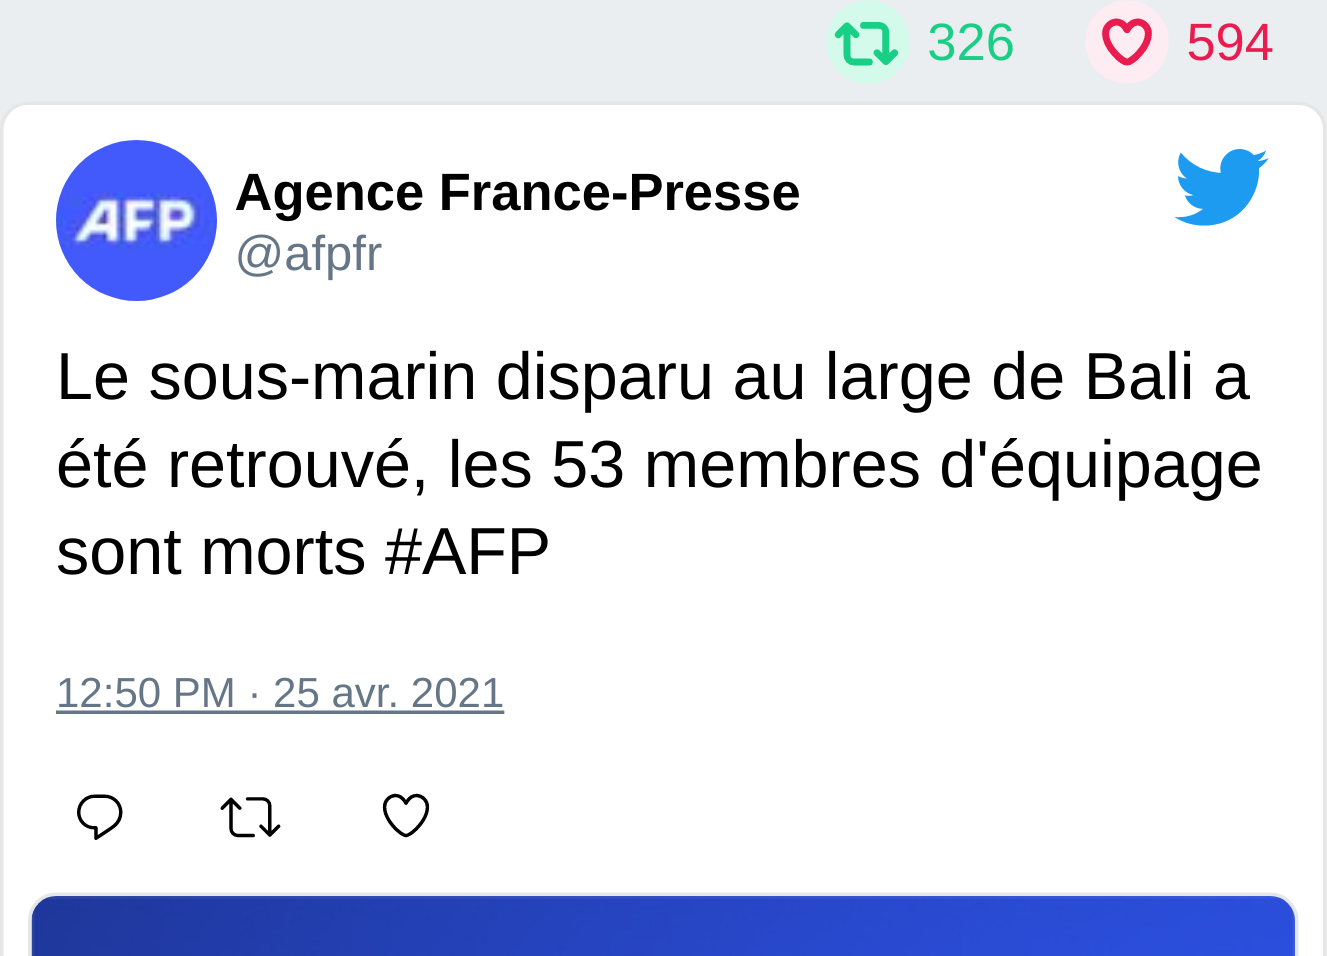 326 594
AFP
Agence France-Presse
@afpfr
Le sous-marin disparu au large de Bali a
été retrouvé, les 53 membres d'équipage
sont morts #AFP
12:50 PM · 25 avr. 2021